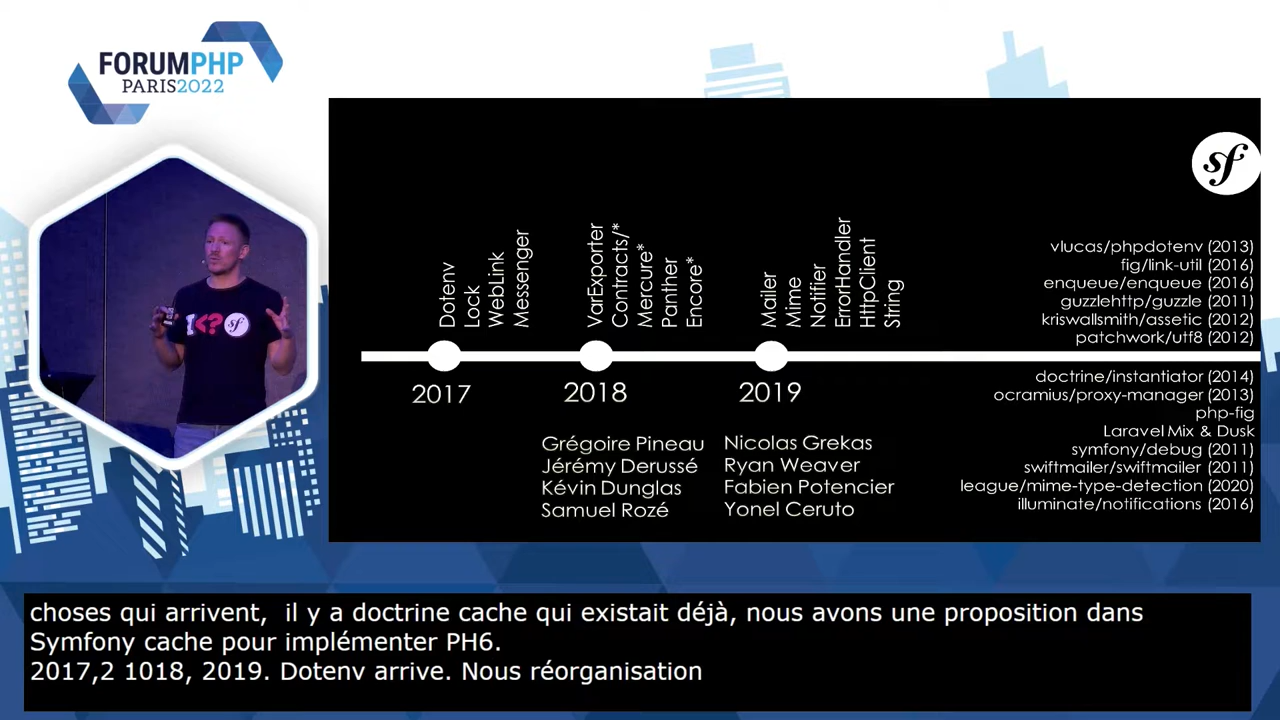 FORUMPHP
PARIS2022
I<?sf
sf
Dotenv
Lock
WebLink
Messenger
VarExporter
Contracts/*
Mercure*
Panther
Encore*
Mailer
Mime
Notifier
ErrorHandler
HttpClient
String
vlucas/phpdotenv (2013)
fig/link-util (2016)
enqueue/enqueue (2016)
guzzlehttp/guzzle (2011)
kriswallsmith/assetic (2012)
patchwork/utf8 (2012)
2017
2018
2019
doctrine/instantiator (2014)
ocramius/proxy-manager (2013)
php-fig
Laravel Mix & Dusk
symfony/debug (2011)
swiftmailer/swiftmailer (2011)
league/mime-type-detection (2020)
illuminate/notifications (2016)
Grégoire Pineau
Jérémy Derussé
Kévin Dunglas
Samuel Rozé
Nicolas Grekas
Ryan Weaver
Fabien Potencier
Yonel Ceruto
choses qui arrivent,  il y a doctrine cache qui existait déjà, nous avons une proposition dans
Symfony cache pour implémenter PH6.
2017,2 1018, 2019. Dotenv arrive. Nous réorganisation